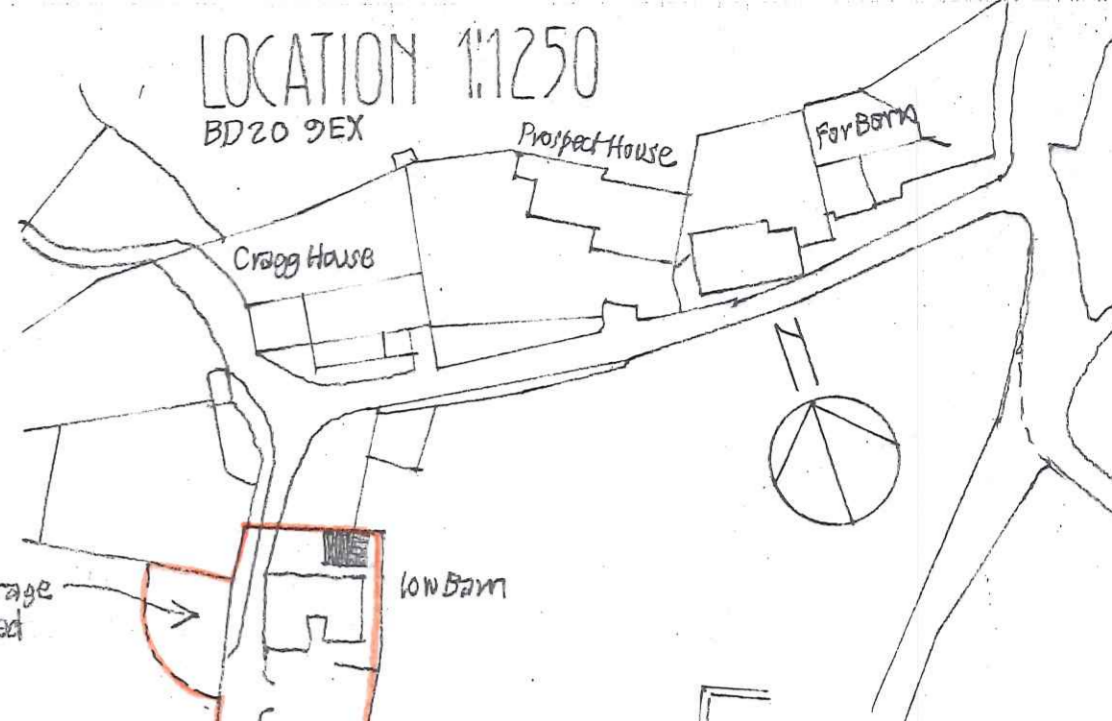 LOCATION 1:1250
BD20 9EX
Prospect House
Far Barn
Cragg House
Low Barn